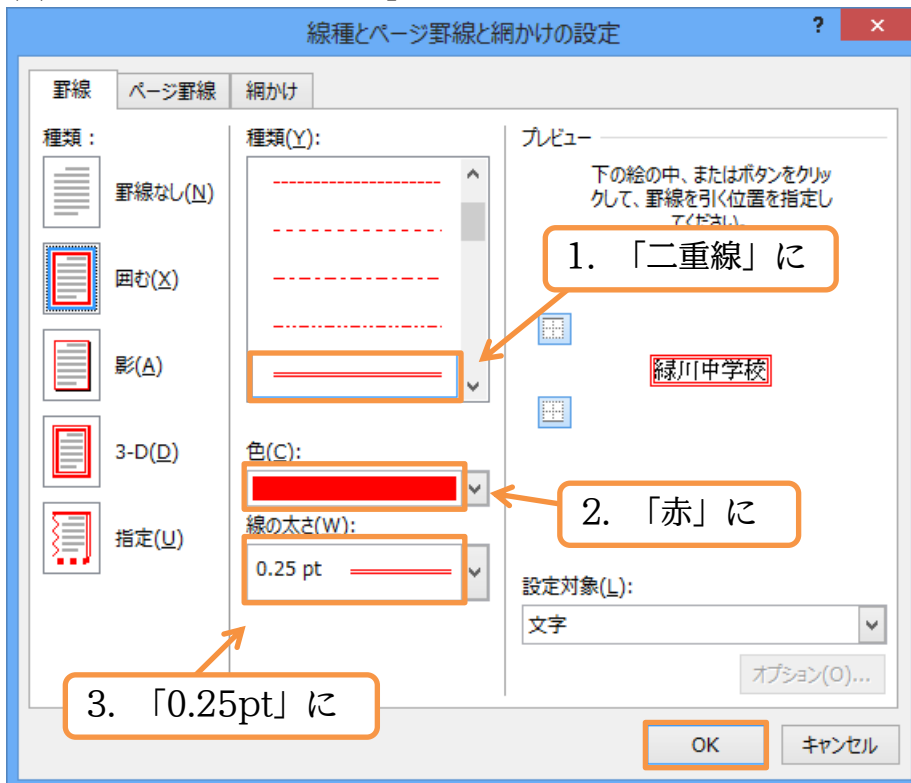 線種とページ罫線と網かけの設定
? ×
罫線 ページ罫線 網かけ
種類：
罫線なし(N)
囲む(X)
影(A)
3-D(D)
指定(U)
種類(Y):
色(C):
線の太さ(W):
0.25 pt
プレビュー
下の絵の中、またはボタンをクリッ
クして、罫線を引く位置を指定し
てください。
緑川中学校
設定対象(L):
文字
オプション(O)...
OK キャンセル
1. 「二重線」に
2. 「赤」に
3. 「0.25pt」に